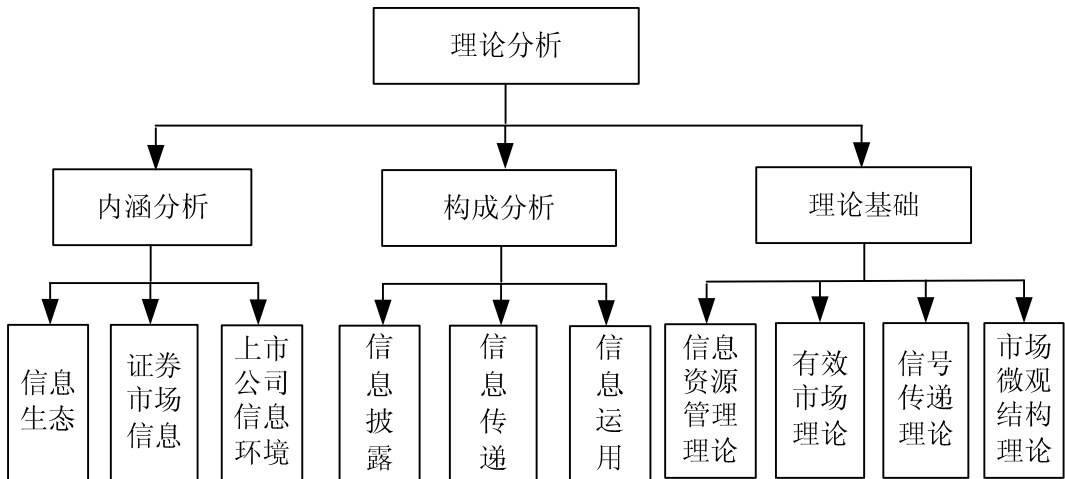 理论分析
内涵分析
构成分析
理论基础
信息
生态
证券
市场
信息
上市
公司
信息
环境
信
息
披
露
信
息
传
递
信
息
运
用
信息
资源
管理
理论
有效
市场
理论
信号
传递
理论
市场
微观
结构
理论